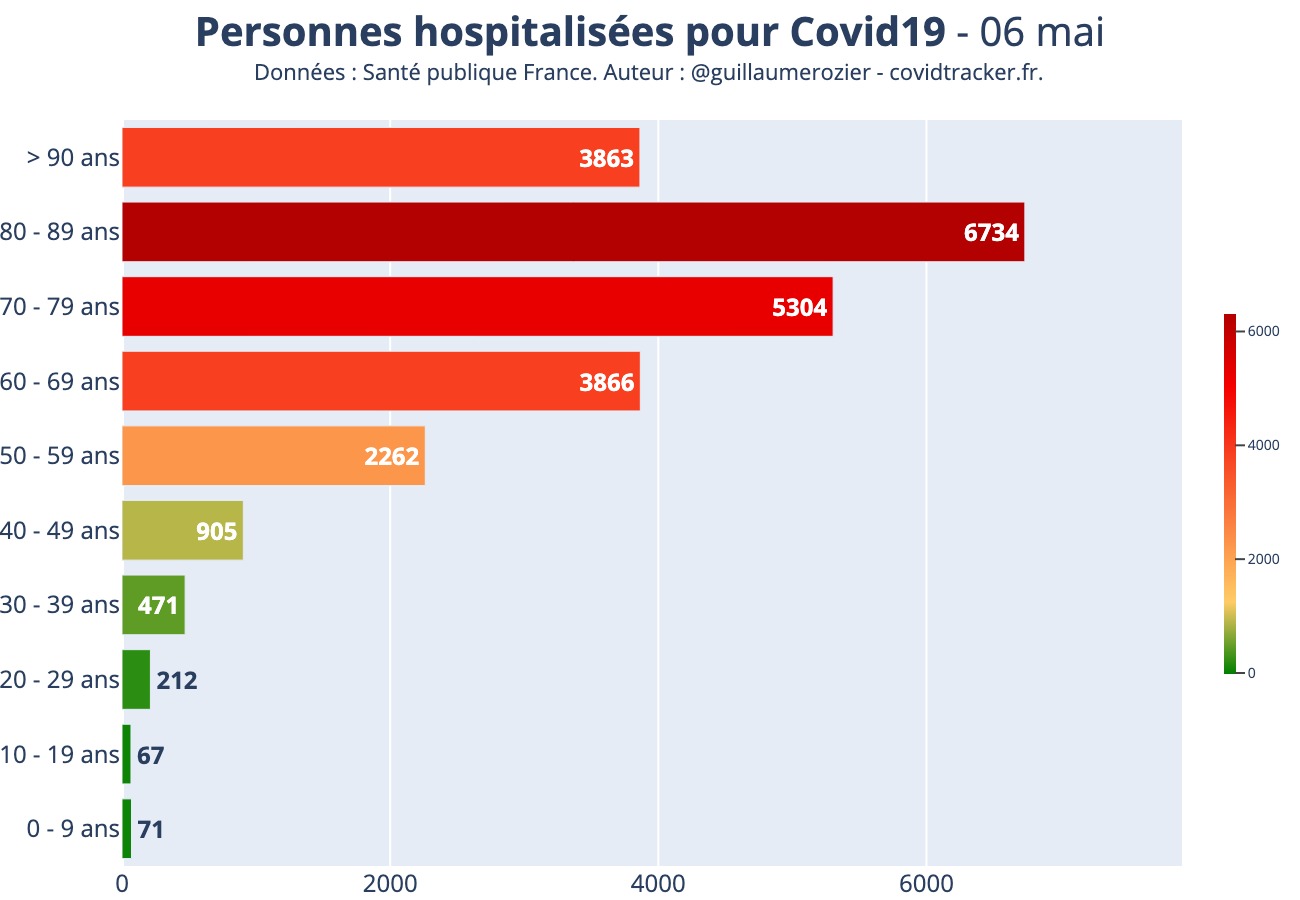 Personnes hospitalisées pour Covid19 - 06 mai
Données : Santé publique France. Auteur : @guillaumerozier - covidtracker.fr.
> 90 ans 3863
80 - 89 ans 6734
70 - 79 ans 5304
60 - 69 ans 3866
50 - 59 ans 2262
40 - 49 ans 905
30 - 39 ans 471
20 - 29 ans 212
10 - 19 ans 67
0 - 9 ans 71
0 2000 4000 6000
6000
4000
2000
0